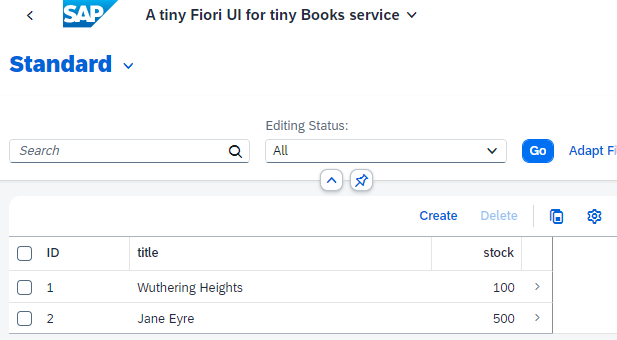 SAP A tiny Fiori UI for tiny Books service
Standard
Editing Status:
Search All Go Adapt Fi
Create Delete
ID title stock
1 Wuthering Heights 100
2 Jane Eyre 500